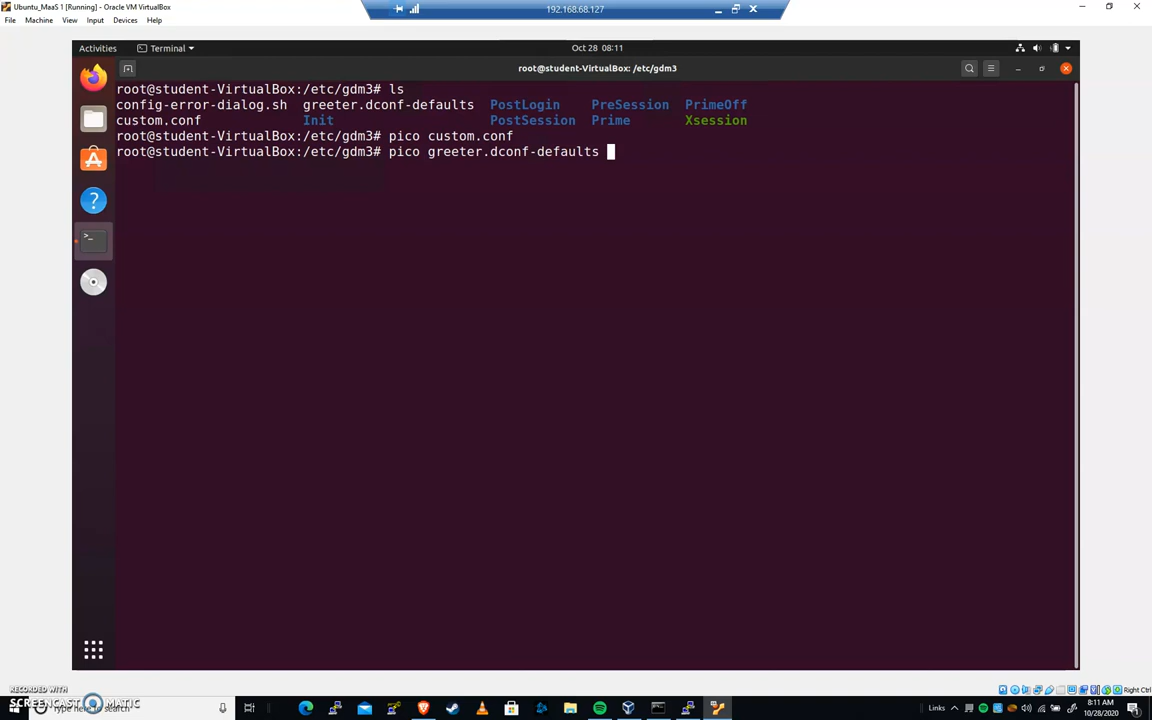 Ubuntu_MaaS 1 [Running] - Oracle VM VirtualBox
192.168.68.127
File Machine View Input Devices Help
Activities Terminal Oct 28 08:11
root@student-VirtualBox: /etc/gdm3
root@student-VirtualBox:/etc/gdm3# ls
config-error-dialog.sh greeter.dconf-defaults PostLogin PreSession PrimeOff
custom.conf Init PostSession Prime Xsession
root@student-VirtualBox:/etc/gdm3# pico custom.conf
root@student-VirtualBox:/etc/gdm3# pico greeter.dconf-defaults
RECORDED WITH
SCREENCAST MATIC
Right Ctrl
Type here to search
Links
8:11 AM
10/28/2020